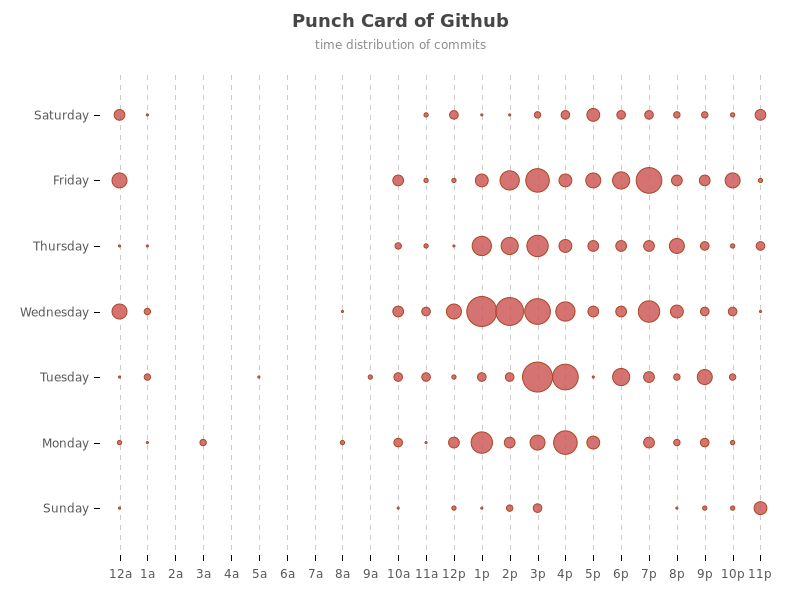 Punch Card of Github
time distribution of commits
Saturday
Friday
Thursday
Wednesday
Tuesday
Monday
Sunday
12a 1a 2a 3a 4a 5a 6a 7a 8a 9a 10a 11a 12p 1p 2p 3p 4p 5p 6p 7p 8p 9p 10p 11p